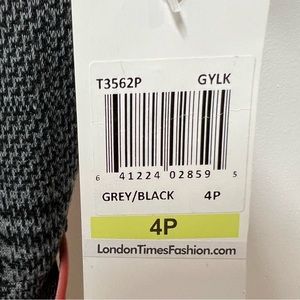 T3562P GYLK
6 41224 02859 5
GREY/BLACK 4P
4P
LondonTimesFashion.com